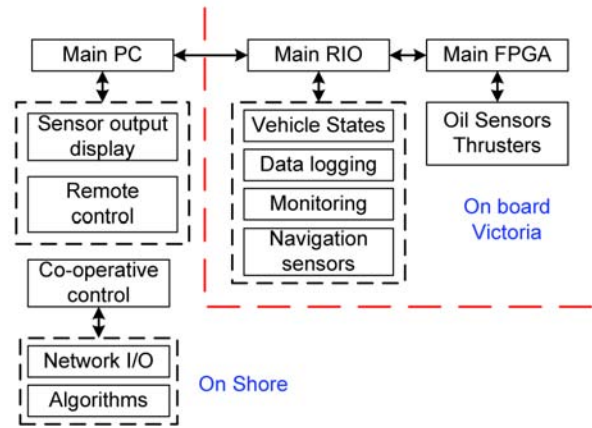 Main PC
Main RIO
Main FPGA
Sensor output
display
Remote
control
Vehicle States
Data logging
Monitoring
Navigation
sensors
Oil Sensors
Thrusters
On board
Victoria
Co-operative
control
Network I/O
Algorithms
On Shore